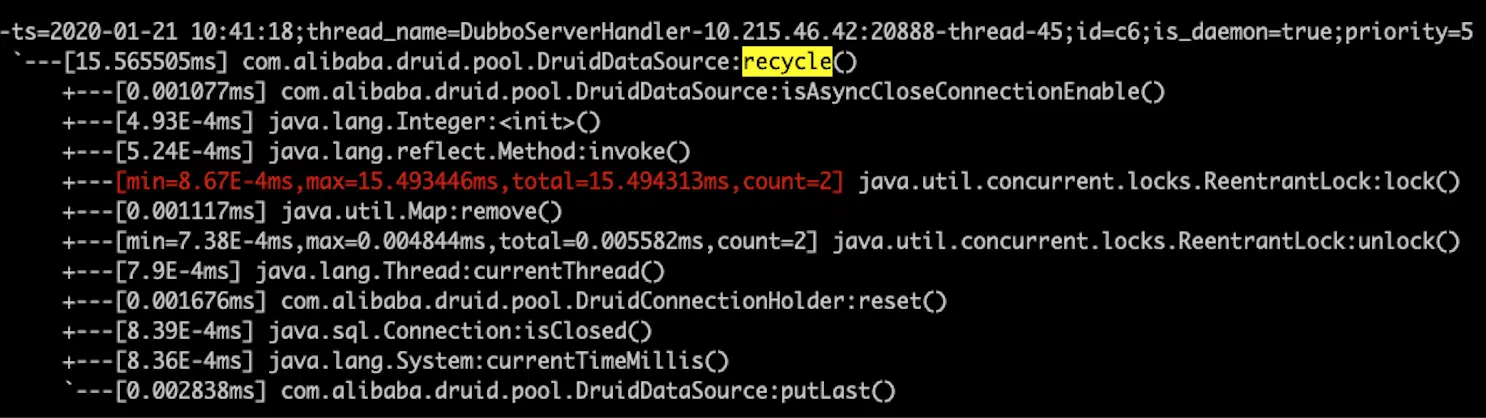 -ts=2020-01-21 10:41:18;thread_name=DubboServerHandler-10.215.46.42:20888-thread-45;id=c6;is_daemon=true;priority=5
`---[15.565505ms] com.alibaba.druid.pool.DruidDataSource:recycle()
+---[0.001077ms] com.alibaba.druid.pool.DruidDataSource:isAsyncCloseConnectionEnable()
+---[4.93E-4ms] java.lang.Integer:<init>()
+---[5.24E-4ms] java.lang.reflect.Method:invoke()
+---[min=8.67E-4ms,max=15.493446ms,total=15.494313ms,count=2] java.util.concurrent.locks.ReentrantLock:lock()
+---[0.001117ms] java.util.Map:remove()
+---[min=7.38E-4ms,max=0.004844ms,total=0.005582ms,count=2] java.util.concurrent.locks.ReentrantLock:unlock()
+---[7.9E-4ms] java.lang.Thread:currentThread()
+---[0.001676ms] com.alibaba.druid.pool.DruidConnectionHolder:reset()
+---[8.39E-4ms] java.sql.Connection:isClosed()
+---[8.36E-4ms] java.lang.System:currentTimeMillis()
`---[0.002838ms] com.alibaba.druid.pool.DruidDataSource:putLast()